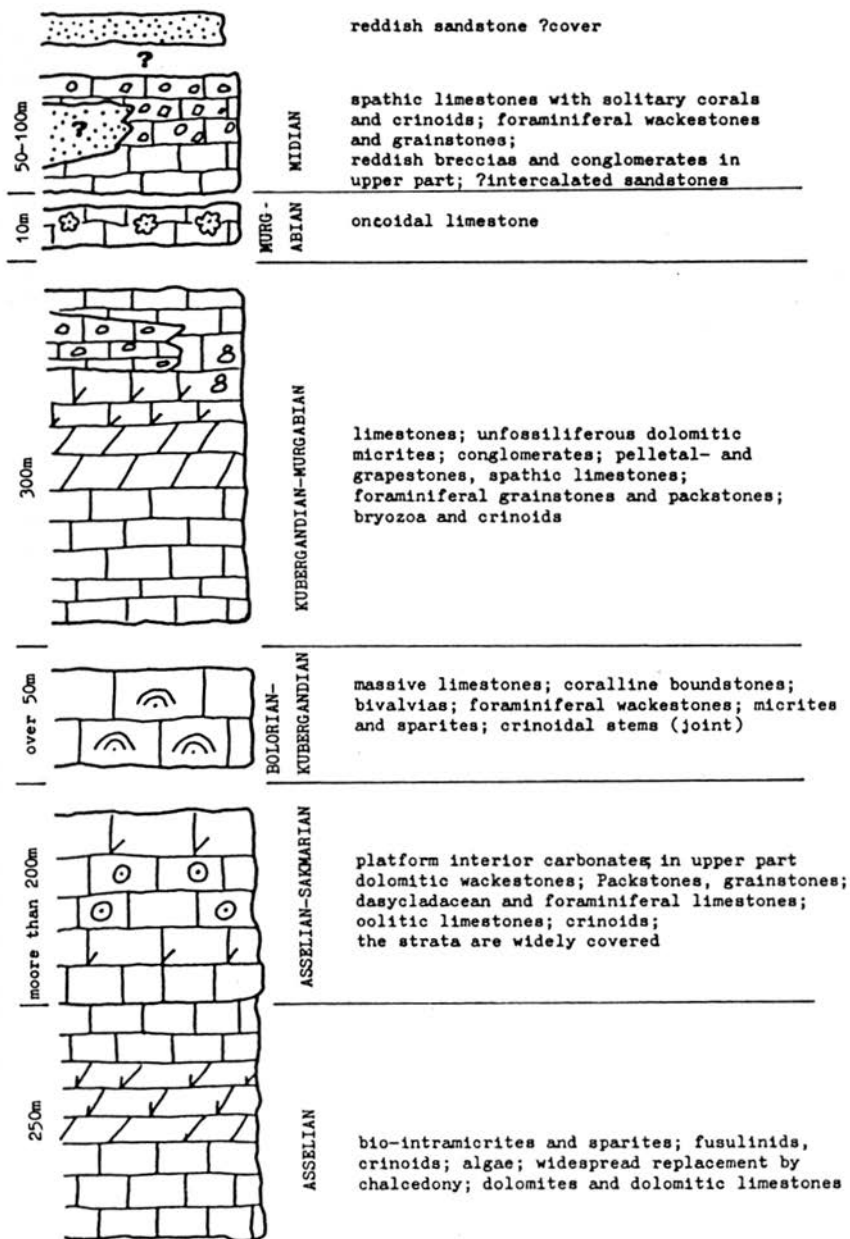 reddish sandstone ?cover
?
50-100m
?
MIDIAN
spathic limestones with solitary corals
and crinoids; foraminiferal wackestones
and grainstones;
reddish breccias and conglomerates in
upper part; ?intercalated sandstones
10m
MURG-
ABIAN
oncoidal limestone
300m
KUBERGANDIAN-MURGABIAN
limestones; unfossiliferous dolomitic
micrites; conglomerates; pelletal- and
grapestones, spathic limestones;
foraminiferal grainstones and packstones;
bryozoa and crinoids
over 50m
BOLORIAN-
KUBERGANDIAN
massive limestones; coralline boundstones;
bivalvias; foraminiferal wackestones; micrites
and sparites; crinoidal stems (joint)
moore than 200m
ASSELIAN-SAKMARIAN
platform interior carbonates; in upper part
dolomitic wackestones; Packstones, grainstones;
dasycladacean and foraminiferal limestones;
oolitic limestones; crinoids;
the strata are widely covered
250m
ASSELIAN
bio-intramicrites and sparites; fusulinids,
crinoids; algae; widespread replacement by
chalcedony; dolomites and dolomitic limestones